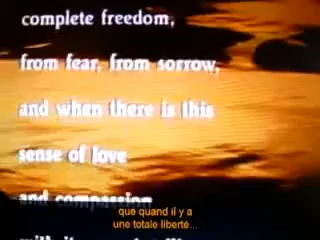 complete freedom,
from fear, from sorrow,
and when there is this
sense of love
and compassion
que quand il y a
une totale liberté...